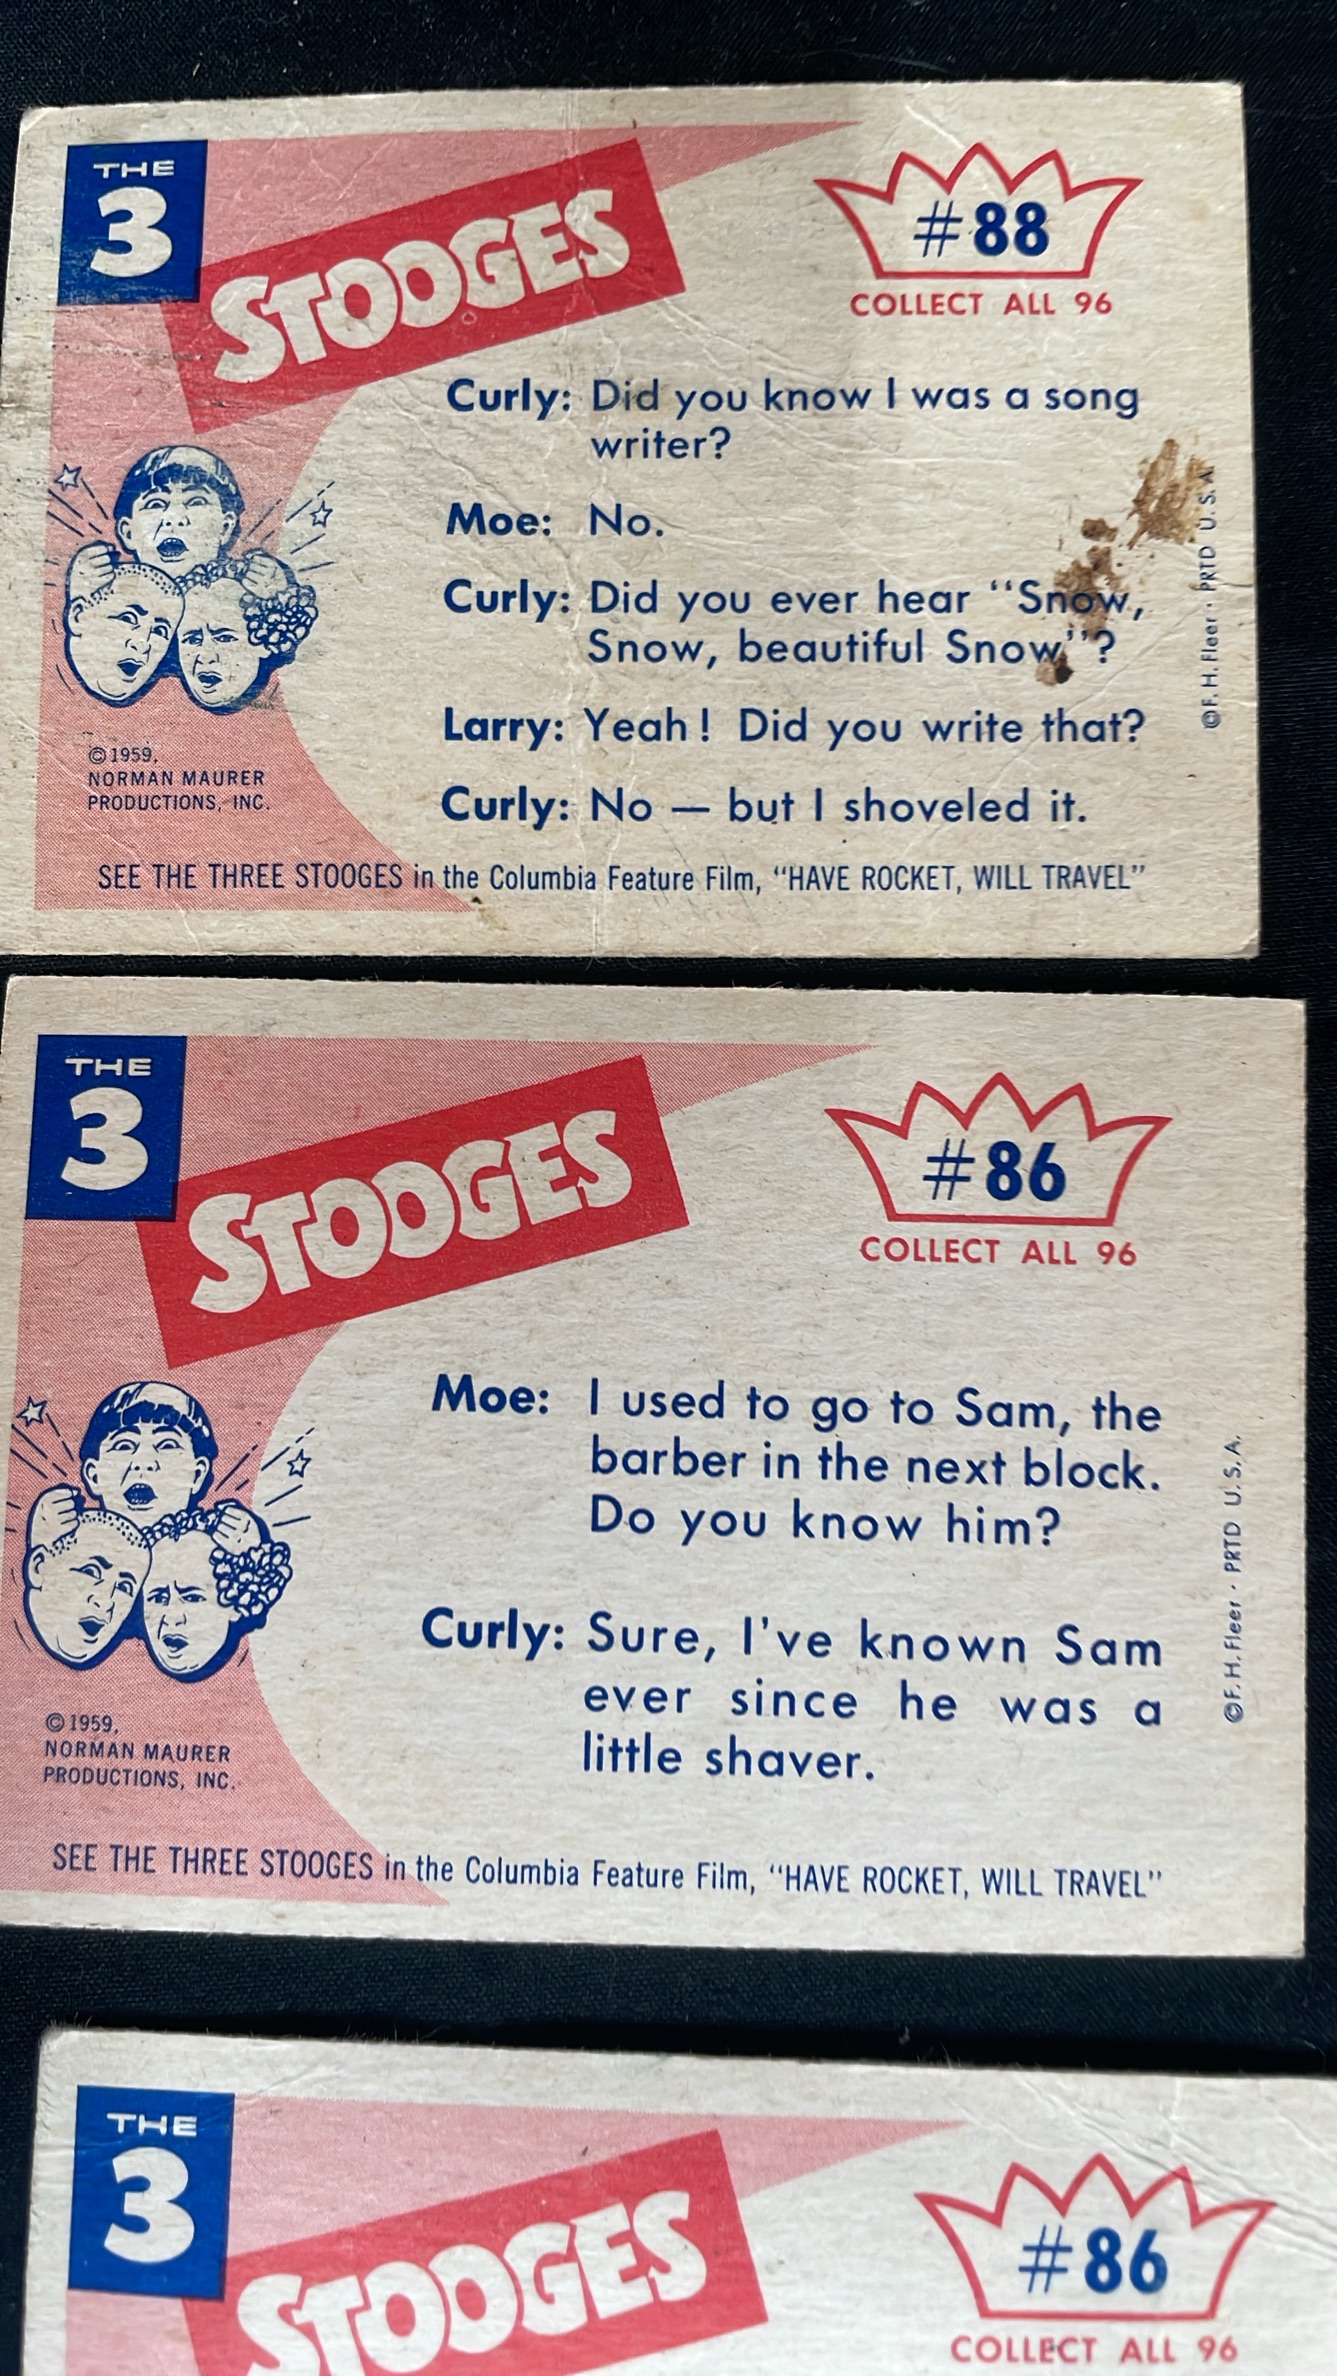 THE
3
STOOGES
#88
COLLECT ALL 96
Curly: Did you know I was a song
writer?
Moe: No.
Curly: Did you ever hear “Snow,
Snow, beautiful Snow”?
Larry: Yeah! Did you write that?
Curly: No — but I shoveled it.
©1959,
NORMAN MAURER
PRODUCTIONS, INC.
SEE THE THREE STOOGES in the Columbia Feature Film, “HAVE ROCKET, WILL TRAVEL”
©F. H. Fleer · PRTD U. S. A.
THE
3
STOOGES
#86
COLLECT ALL 96
Moe: I used to go to Sam, the
barber in the next block.
Do you know him?
Curly: Sure, I've known Sam
ever since he was a
little shaver.
©1959,
NORMAN MAURER
PRODUCTIONS, INC.
SEE THE THREE STOOGES in the Columbia Feature Film, “HAVE ROCKET, WILL TRAVEL”
©F. H. Fleer · PRTD U. S. A.
THE
3
STOOGES
#86
COLLECT ALL 96